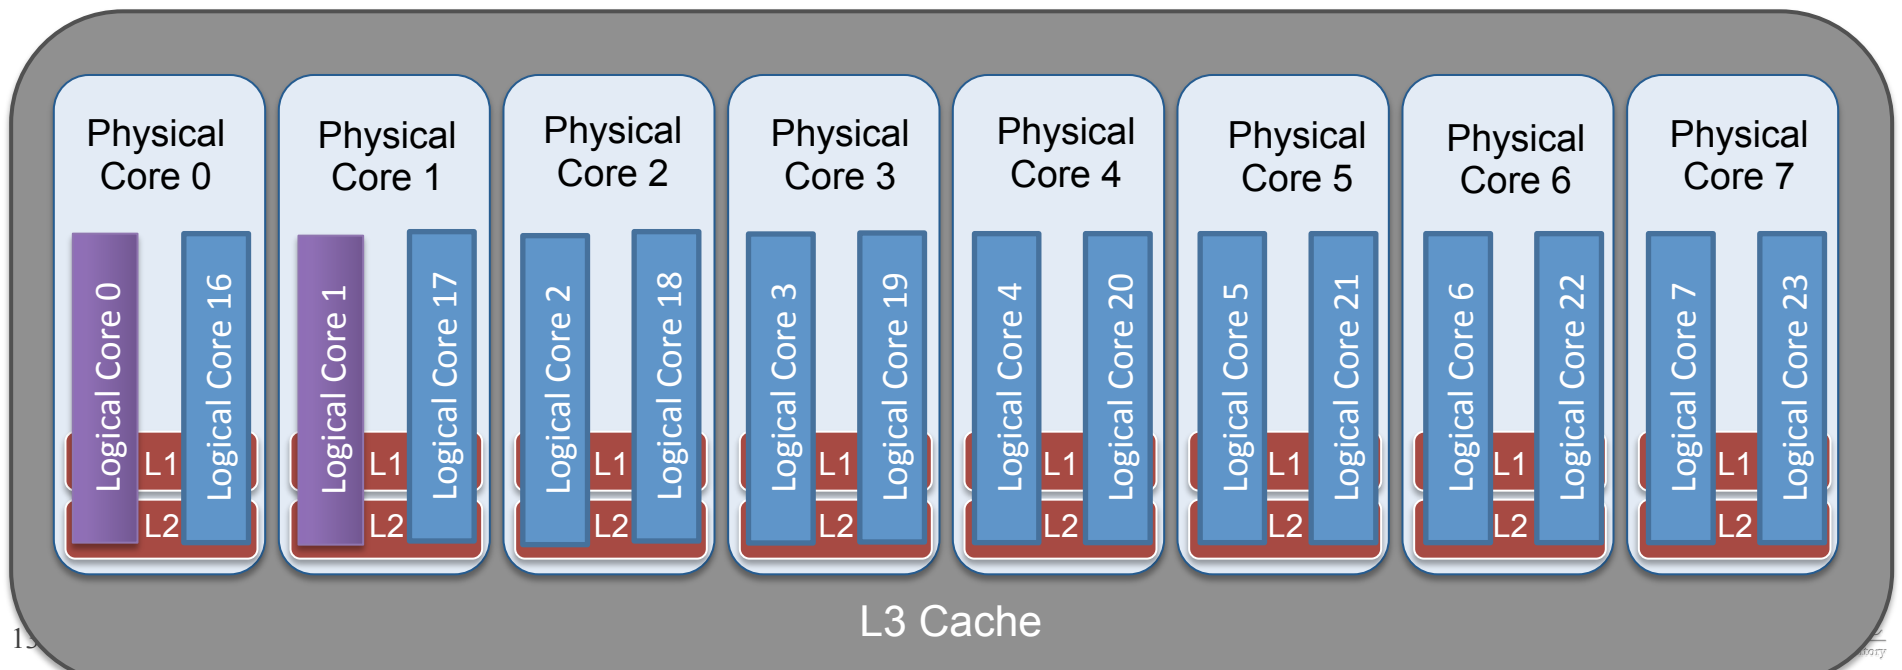 Physical
Core 0
Physical
Core 1
Physical
Core 2
Physical
Core 3
Physical
Core 4
Physical
Core 5
Physical
Core 6
Physical
Core 7
Logical Core 0
Logical Core 16
Logical Core 1
Logical Core 17
Logical Core 2
Logical Core 18
Logical Core 3
Logical Core 19
Logical Core 4
Logical Core 20
Logical Core 5
Logical Core 21
Logical Core 6
Logical Core 22
Logical Core 7
Logical Core 23
L1
L1
L1
L1
L1
L1
L1
L1
L2
L2
L2
L2
L2
L2
L2
L2
L3 Cache